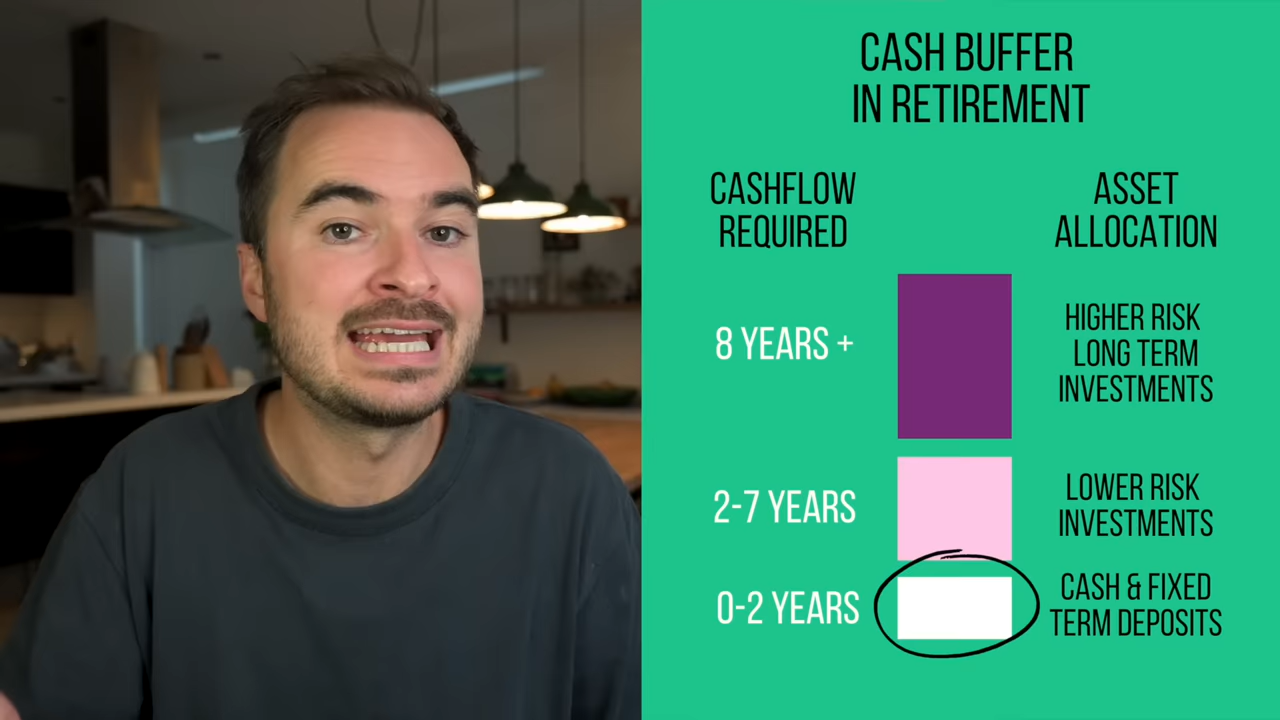 CASH BUFFER
IN RETIREMENT
CASHFLOW
REQUIRED
ASSET
ALLOCATION
8 YEARS +
HIGHER RISK
LONG TERM
INVESTMENTS
2-7 YEARS
LOWER RISK
INVESTMENTS
0-2 YEARS
CASH & FIXED
TERM DEPOSITS